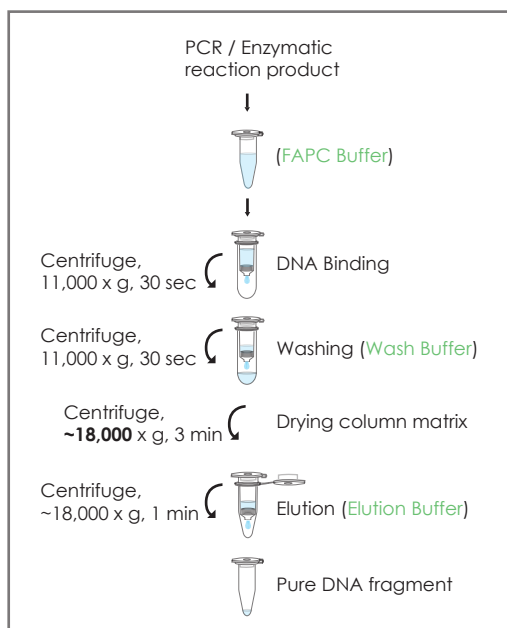 PCR / Enzymatic
reaction product
(FAPC Buffer)
Centrifuge,
11,000 x g, 30 sec
DNA Binding
Centrifuge,
11,000 x g, 30 sec
Washing (Wash Buffer)
Centrifuge,
~18,000 x g, 3 min
Drying column matrix
Centrifuge,
~18,000 x g, 1 min
Elution (Elution Buffer)
Pure DNA fragment